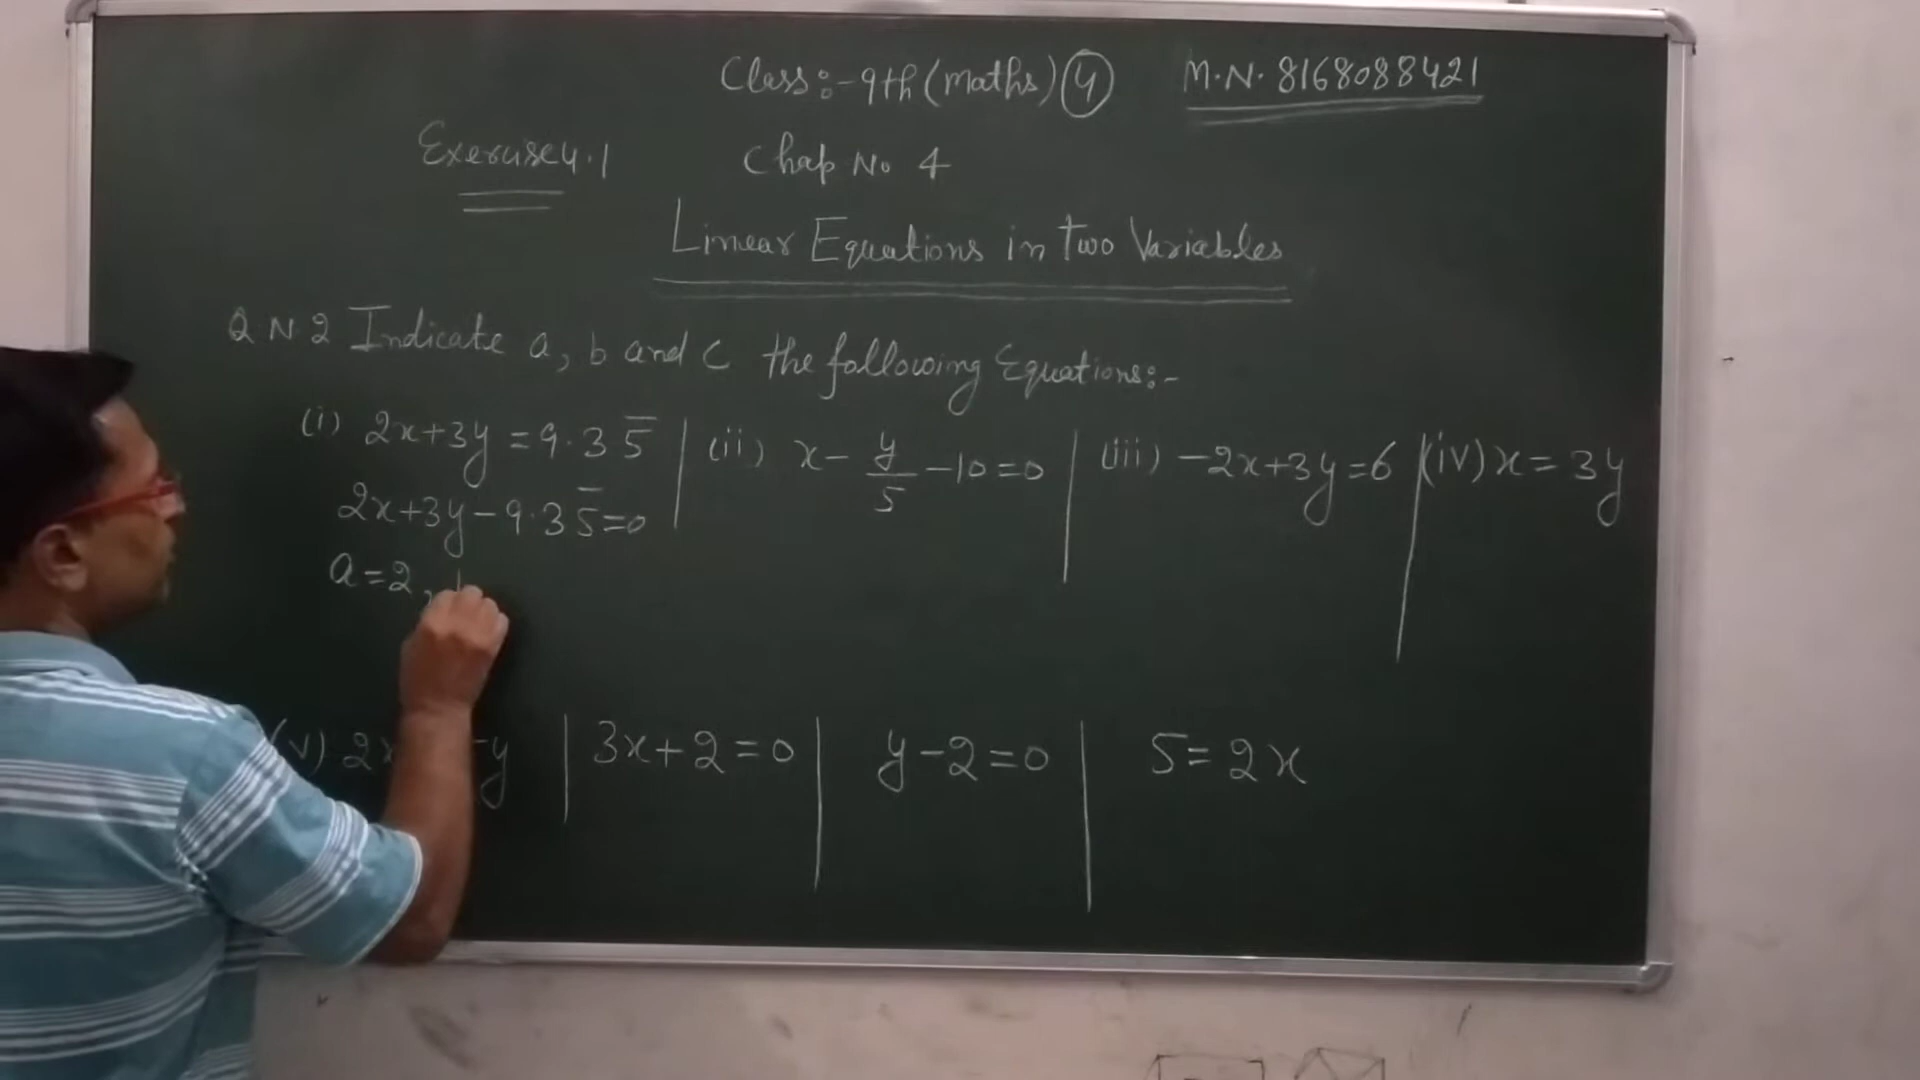 Class:-9th (Maths) (4) M.N. 8168088421
Exercise 4.1 Chap No 4
Linear Equations in Two Variables
Q N. 2 Indicate a, b and c the following Equations:-
(i) 2x+3y=9.35̅ (ii) x-y/5-10=0 (iii) -2x+3y=6 (iv) x=3y
2x+3y-9.35̅=0
a=2,
(v) 2x -y 3x+2=0 y-2=0 5=2x